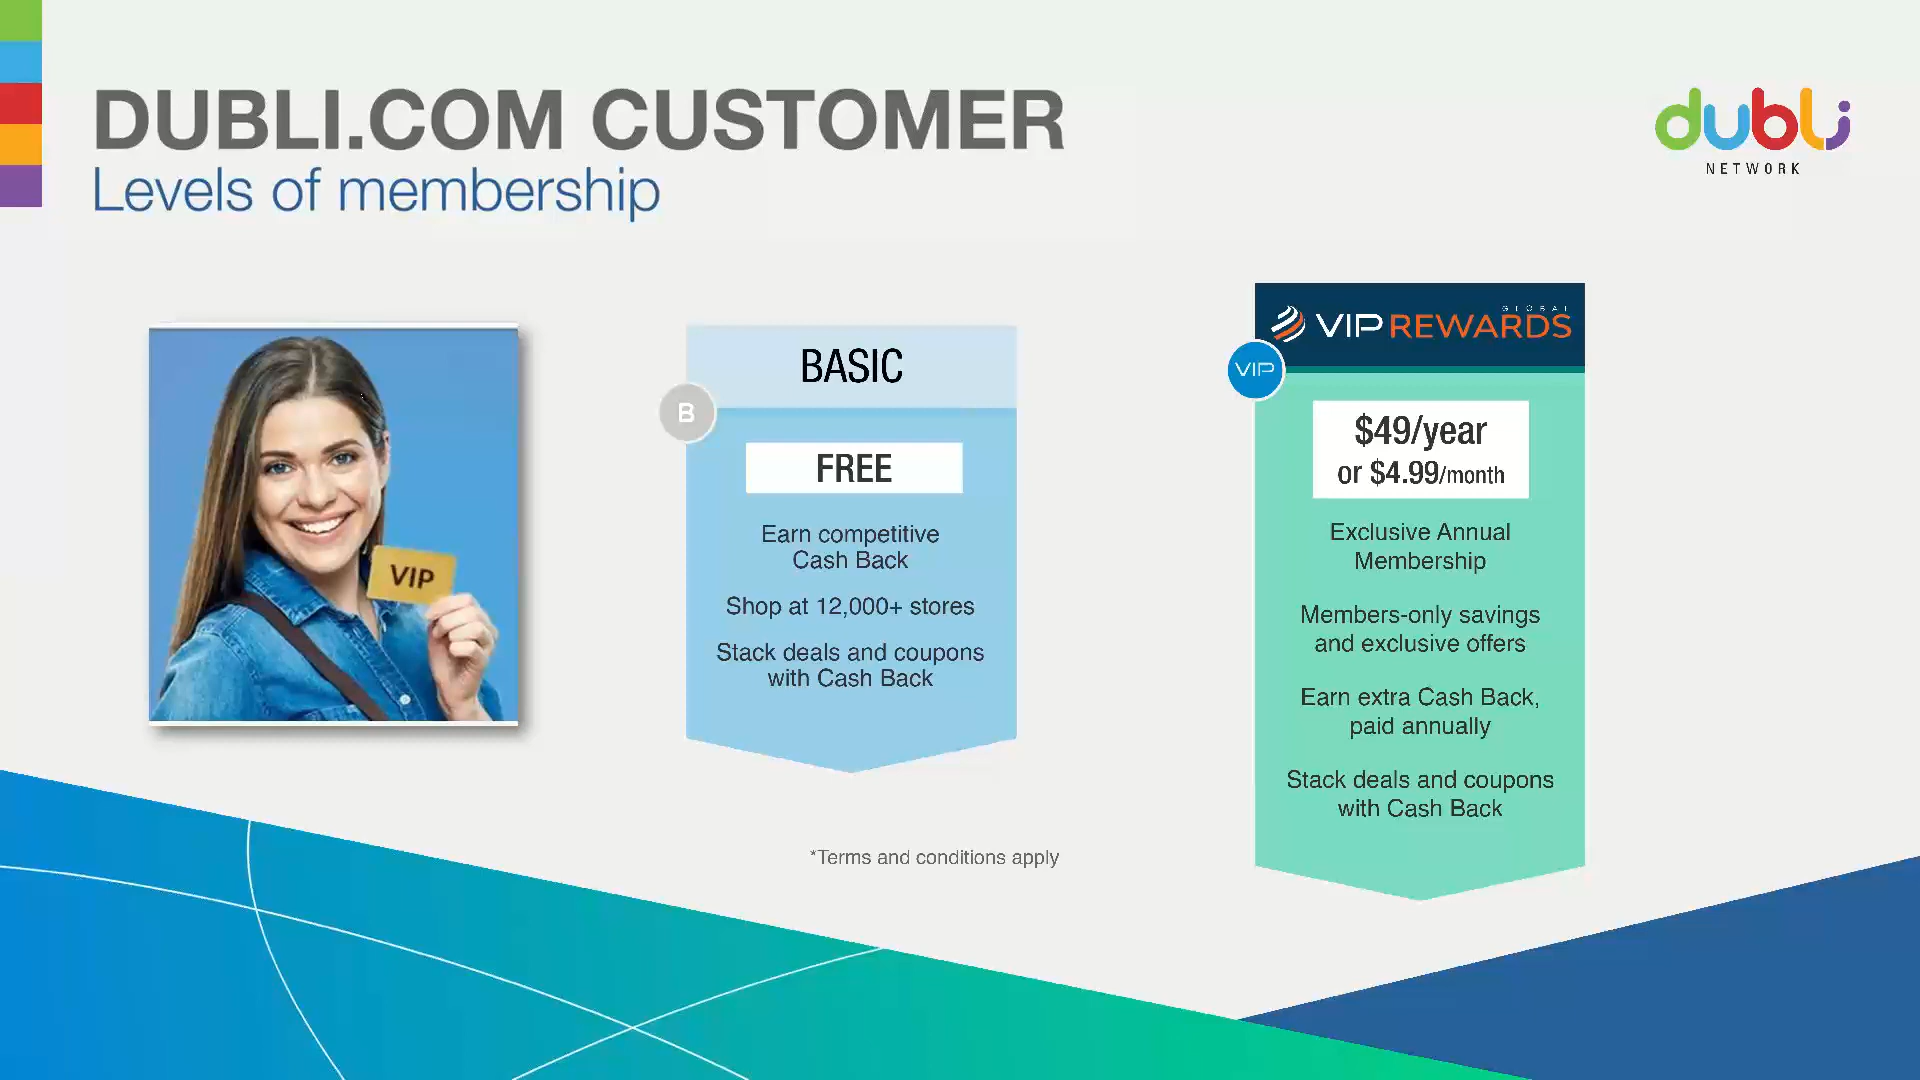 DUBLI.COM CUSTOMER
Levels of membership
dubli
NETWORK
VIP
BASIC
B
FREE
Earn competitive
Cash Back
Shop at 12,000+ stores
Stack deals and coupons
with Cash Back
GLOBAL
VIP REWARDS
VIP
$49/year
or $4.99/month
Exclusive Annual
Membership
Members-only savings
and exclusive offers
Earn extra Cash Back,
paid annually
Stack deals and coupons
with Cash Back
*Terms and conditions apply